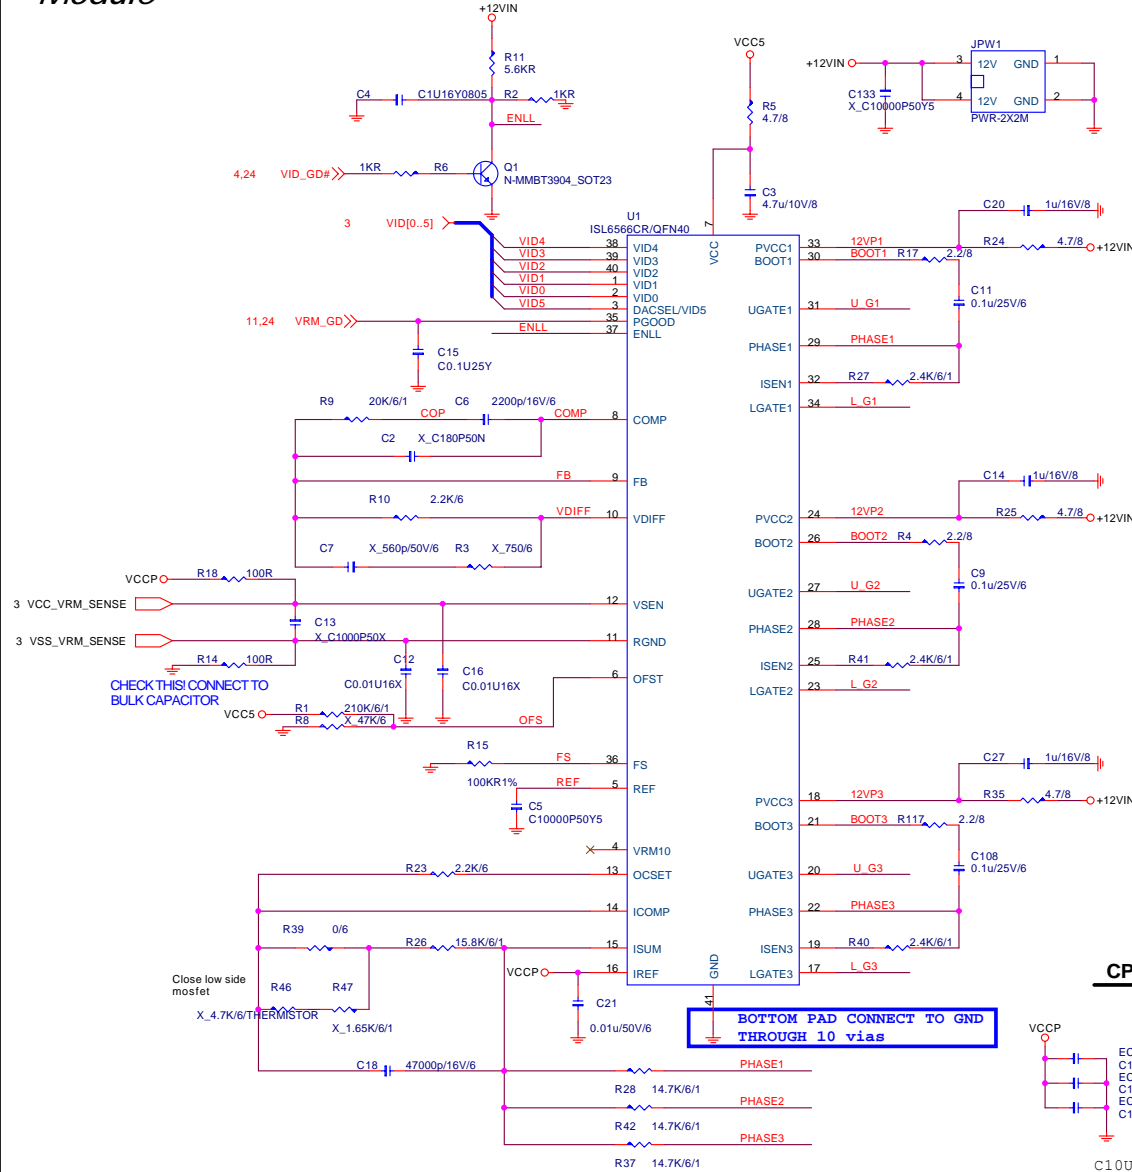 Module
+12VIN
R11
5.6KR
C4
C1U16Y0805
R2
1KR
ENLL
4,24
VID_GD#
1KR
R6
Q1
N-MMBT3904_SOT23
VCC5
R5
4.7/8
C3
4.7u/10V/8
+12VIN
C133
X_C10000P50Y5
JPW1
3
12V
GND
1
4
12V
GND
2
PWR-2X2M
3
VID[0..5]
U1
ISL6566CR/QFN40
VID4
38
VID4
VID3
39
VID3
VID2
40
VID2
VID1
1
VID1
VID0
2
VID0
VID5
3
DACSEL/VID5
11,24
VRM_GD
35
PGOOD
ENLL
37
ENLL
C15
C0.1U25Y
7
VCC
R9
20K/6/1
COP
C6
2200p/16V/6
COMP
8
COMP
C2
X_C180P50N
FB
9
FB
R10
2.2K/6
VDIFF
10
VDIFF
C7
X_560p/50V/6
R3
X_750/6
VCCP
R18
100R
3 VCC_VRM_SENSE
12
VSEN
C13
X_C1000P50X
3 VSS_VRM_SENSE
11
RGND
R14
100R
C12
C0.01U16X
C16
C0.01U16X
6
OFST
CHECK THIS! CONNECT TO
BULK CAPACITOR
VCC5
R1
210K/6/1
R8
X_47K/6
OFS
R15
FS
36
FS
100KR1%
REF
5
REF
C5
C10000P50Y5
4
VRM10
R23
2.2K/6
13
OCSET
14
ICOMP
R39
0/6
R26
15.8K/6/1
15
ISUM
VCCP
16
IREF
Close low side
mosfet
R46
R47
X_4.7K/6/THERMISTOR
X_1.65K/6/1
C21
0.01u/50V/6
C18
47000p/16V/6
GND
41
BOTTOM PAD CONNECT TO GND
THROUGH 10 vias
PHASE1
R28
14.7K/6/1
PHASE2
R42
14.7K/6/1
PHASE3
R37
14.7K/6/1
C20
1u/16V/8
PVCC1
33
12VP1
R24
4.7/8
+12VIN
BOOT1
30
BOOT1
R17
2.2/8
C11
0.1u/25V/6
UGATE1
31
U_G1
PHASE1
29
PHASE1
ISEN1
32
R27
2.4K/6/1
LGATE1
34
L_G1
C14
1u/16V/8
PVCC2
24
12VP2
R25
4.7/8
+12VIN
BOOT2
26
BOOT2
R4
2.2/8
C9
0.1u/25V/6
UGATE2
27
U_G2
PHASE2
28
PHASE2
ISEN2
25
R41
2.4K/6/1
LGATE2
23
L_G2
C27
1u/16V/8
PVCC3
18
12VP3
R35
4.7/8
+12VIN
BOOT3
21
BOOT3
R117
2.2/8
C108
0.1u/25V/6
UGATE3
20
U_G3
PHASE3
22
PHASE3
ISEN3
19
R40
2.4K/6/1
LGATE3
17
L_G3
CP
VCCP
EC
C1
EC
C1
EC
C1
C10U